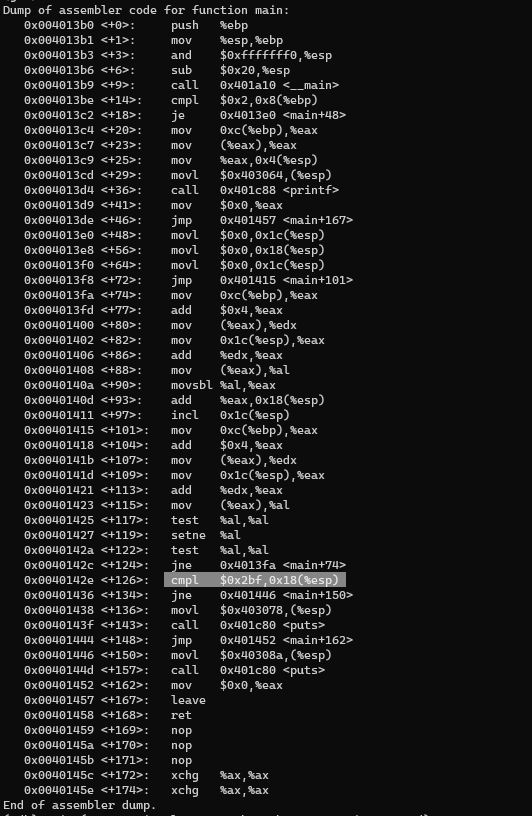 Dump of assembler code for function main:
   0x004013b0 <+0>:	push   %ebp
   0x004013b1 <+1>:	mov    %esp,%ebp
   0x004013b3 <+3>:	and    $0xfffffff0,%esp
   0x004013b6 <+6>:	sub    $0x20,%esp
   0x004013b9 <+9>:	call   0x401a10 <__main>
   0x004013be <+14>:	cmpl   $0x2,0x8(%ebp)
   0x004013c2 <+18>:	je     0x4013e0 <main+48>
   0x004013c4 <+20>:	mov    0xc(%ebp),%eax
   0x004013c7 <+23>:	mov    (%eax),%eax
   0x004013c9 <+25>:	mov    %eax,0x4(%esp)
   0x004013cd <+29>:	movl   $0x403064,(%esp)
   0x004013d4 <+36>:	call   0x401c88 <printf>
   0x004013d9 <+41>:	mov    $0x0,%eax
   0x004013de <+46>:	jmp    0x401457 <main+167>
   0x004013e0 <+48>:	movl   $0x0,0x1c(%esp)
   0x004013e8 <+56>:	movl   $0x0,0x18(%esp)
   0x004013f0 <+64>:	movl   $0x0,0x1c(%esp)
   0x004013f8 <+72>:	jmp    0x401415 <main+101>
   0x004013fa <+74>:	mov    0xc(%ebp),%eax
   0x004013fd <+77>:	add    $0x4,%eax
   0x00401400 <+80>:	mov    (%eax),%edx
   0x00401402 <+82>:	mov    0x1c(%esp),%eax
   0x00401406 <+86>:	add    %edx,%eax
   0x00401408 <+88>:	mov    (%eax),%al
   0x0040140a <+90>:	movsbl %al,%eax
   0x0040140d <+93>:	add    %eax,0x18(%esp)
   0x00401411 <+97>:	incl   0x1c(%esp)
   0x00401415 <+101>:	mov    0xc(%ebp),%eax
   0x00401418 <+104>:	add    $0x4,%eax
   0x0040141b <+107>:	mov    (%eax),%edx
   0x0040141d <+109>:	mov    0x1c(%esp),%eax
   0x00401421 <+113>:	add    %edx,%eax
   0x00401423 <+115>:	mov    (%eax),%al
   0x00401425 <+117>:	test   %al,%al
   0x00401427 <+119>:	setne  %al
   0x0040142a <+122>:	test   %al,%al
   0x0040142c <+124>:	jne    0x4013fa <main+74>
   0x0040142e <+126>:	cmpl   $0x2bf,0x18(%esp)
   0x00401436 <+134>:	jne    0x401446 <main+150>
   0x00401438 <+136>:	movl   $0x403078,(%esp)
   0x0040143f <+143>:	call   0x401c80 <puts>
   0x00401444 <+148>:	jmp    0x401452 <main+162>
   0x00401446 <+150>:	movl   $0x40308a,(%esp)
   0x0040144d <+157>:	call   0x401c80 <puts>
   0x00401452 <+162>:	mov    $0x0,%eax
   0x00401457 <+167>:	leave
   0x00401458 <+168>:	ret
   0x00401459 <+169>:	nop
   0x0040145a <+170>:	nop
   0x0040145b <+171>:	nop
   0x0040145c <+172>:	xchg   %ax,%ax
   0x0040145e <+174>:	xchg   %ax,%ax
End of assembler dump.